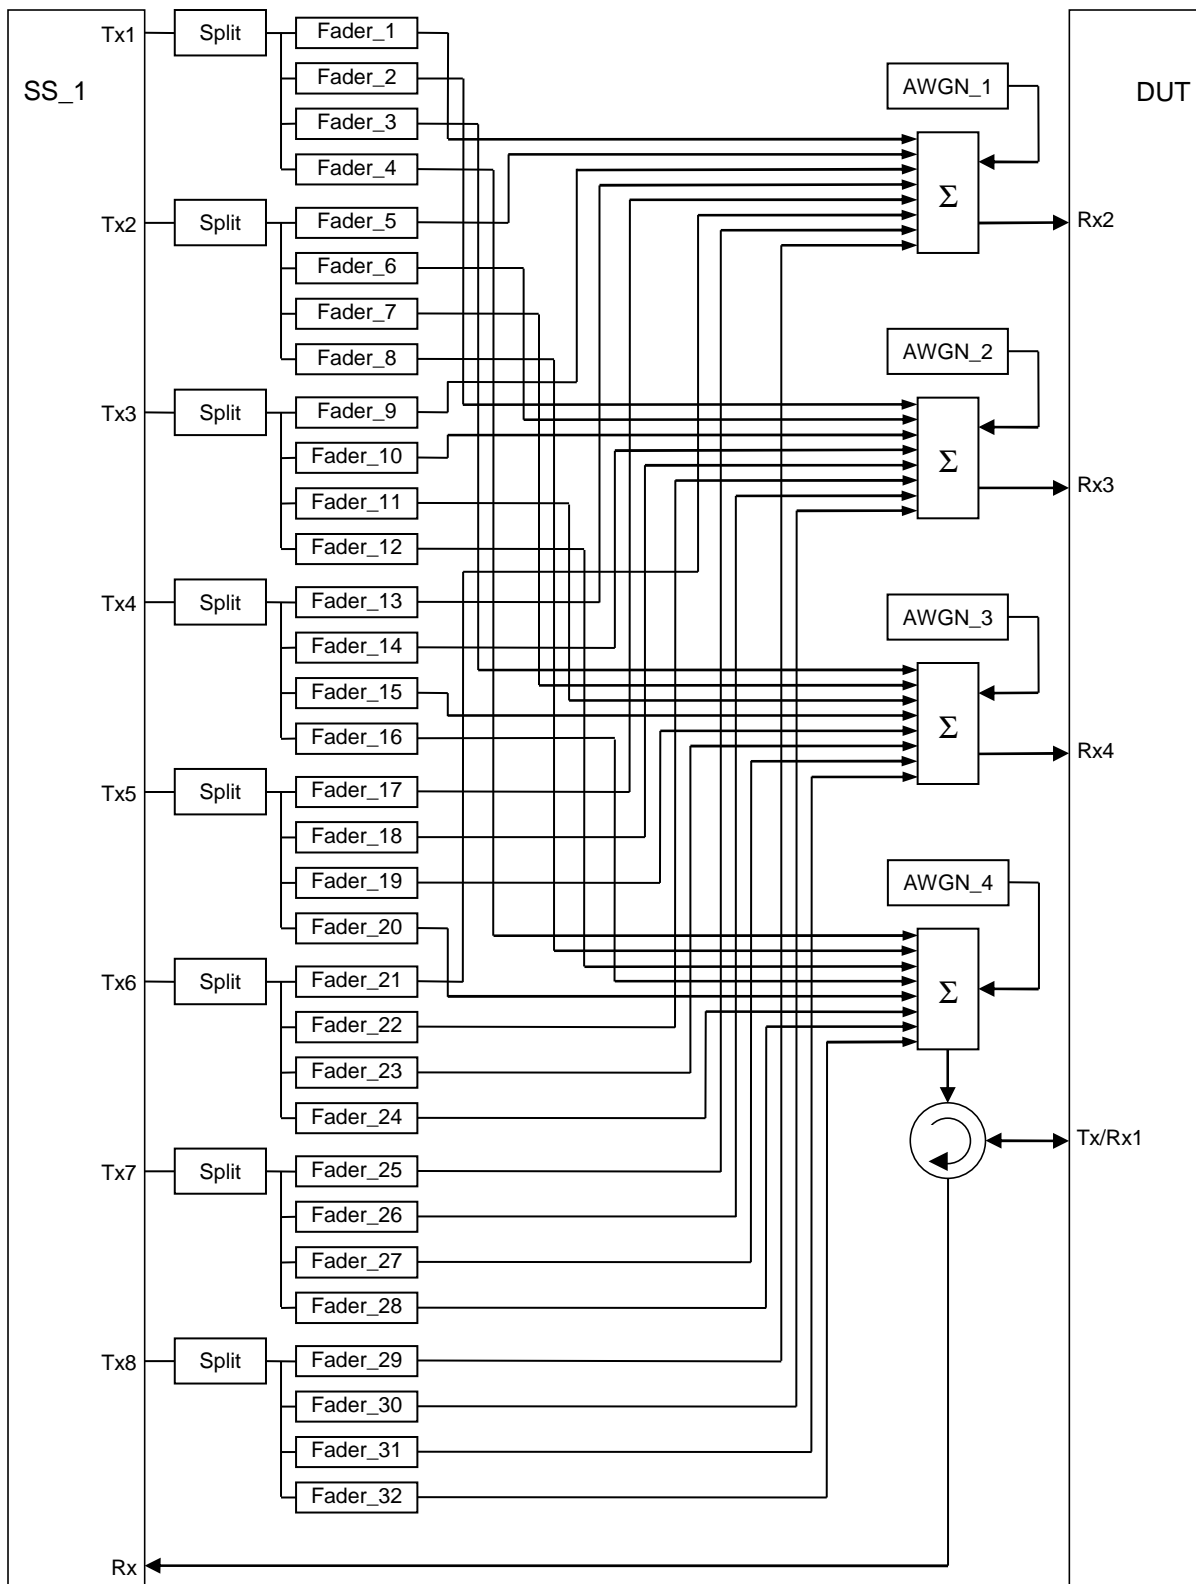 SS_1
DUT
Tx1
Split
Fader_1
Fader_2
Fader_3
Fader_4
Tx2
Split
Fader_5
Fader_6
Fader_7
Fader_8
Tx3
Split
Fader_9
Fader_10
Fader_11
Fader_12
Tx4
Split
Fader_13
Fader_14
Fader_15
Fader_16
Tx5
Split
Fader_17
Fader_18
Fader_19
Fader_20
Tx6
Split
Fader_21
Fader_22
Fader_23
Fader_24
Tx7
Split
Fader_25
Fader_26
Fader_27
Fader_28
Tx8
Split
Fader_29
Fader_30
Fader_31
Fader_32
Rx
AWGN_1
Σ
Rx2
AWGN_2
Σ
Rx3
AWGN_3
Σ
Rx4
AWGN_4
Σ
Tx/Rx1